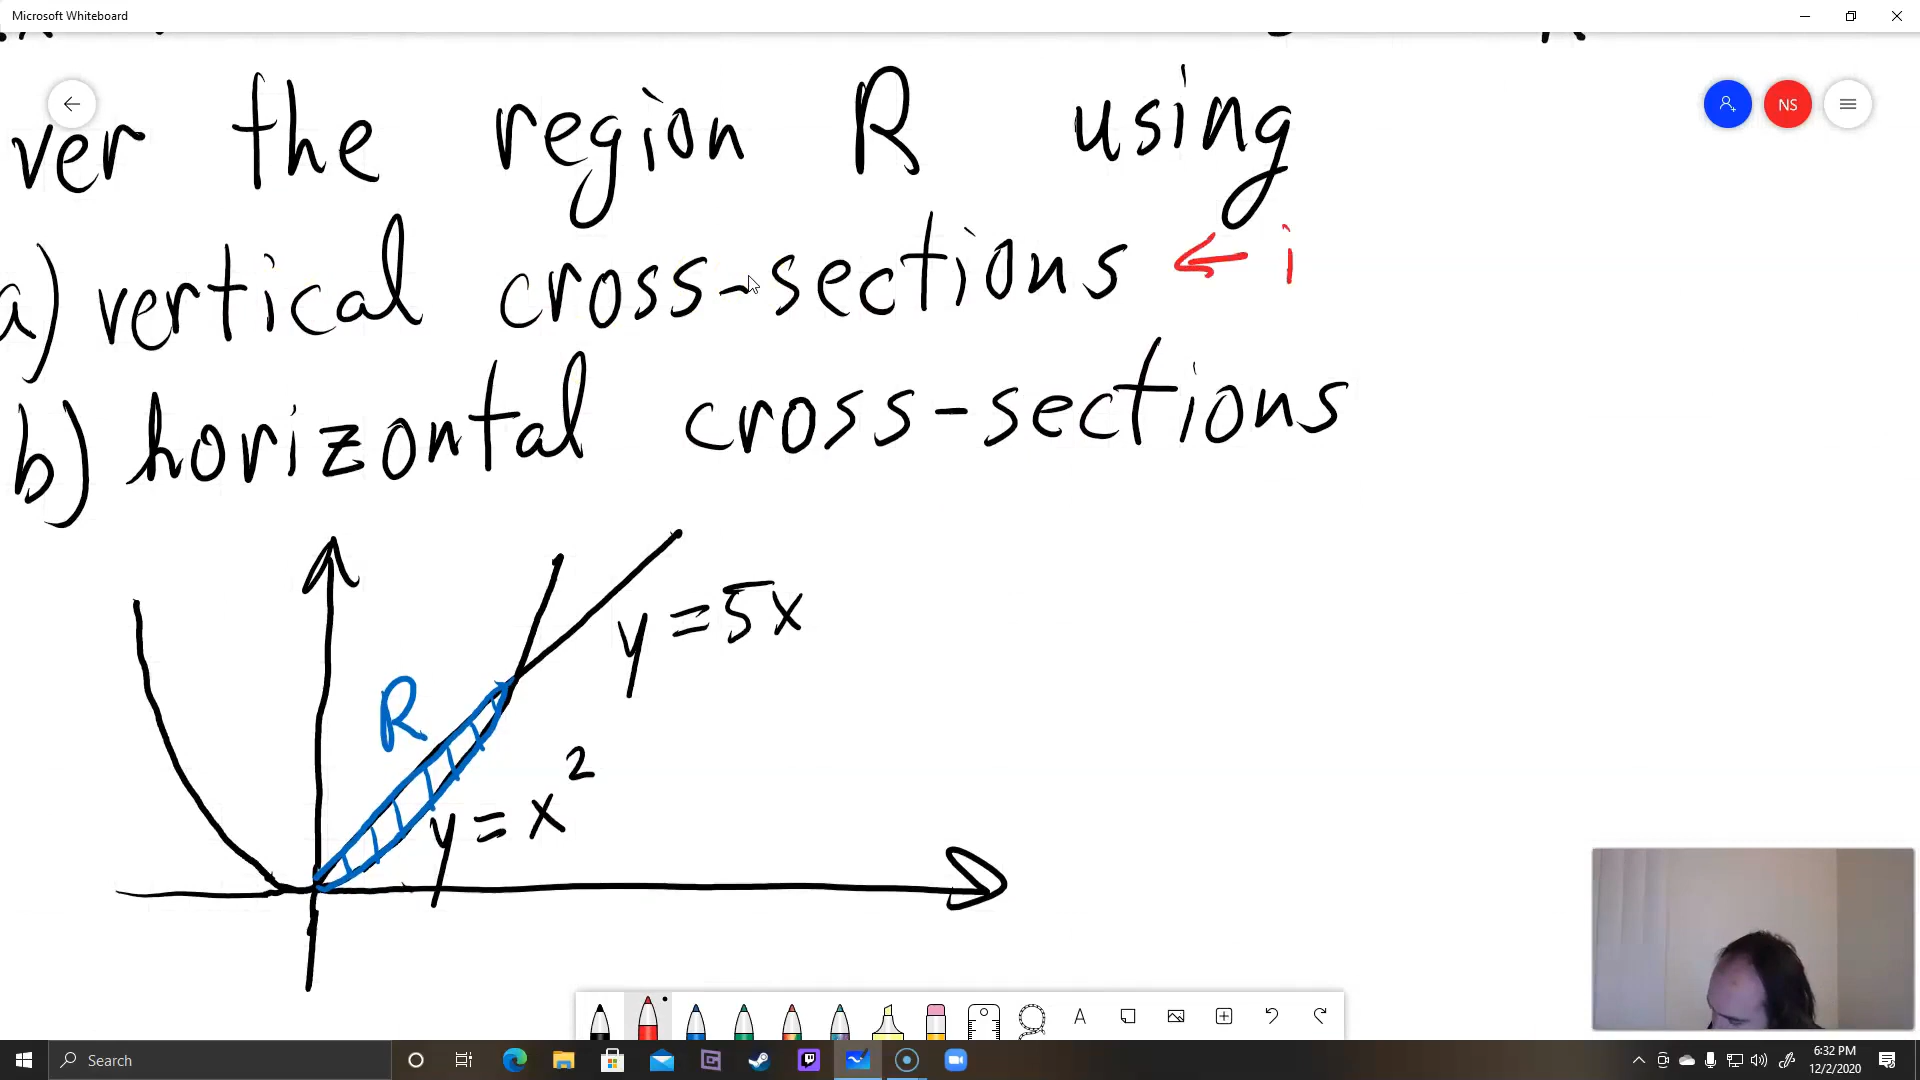 Microsoft Whiteboard
NS
ver the region R using
a) vertical cross-sections ← i
b) horizontal cross-sections
y = 5x
R
y = x²
A
Search
6:32 PM
12/2/2020